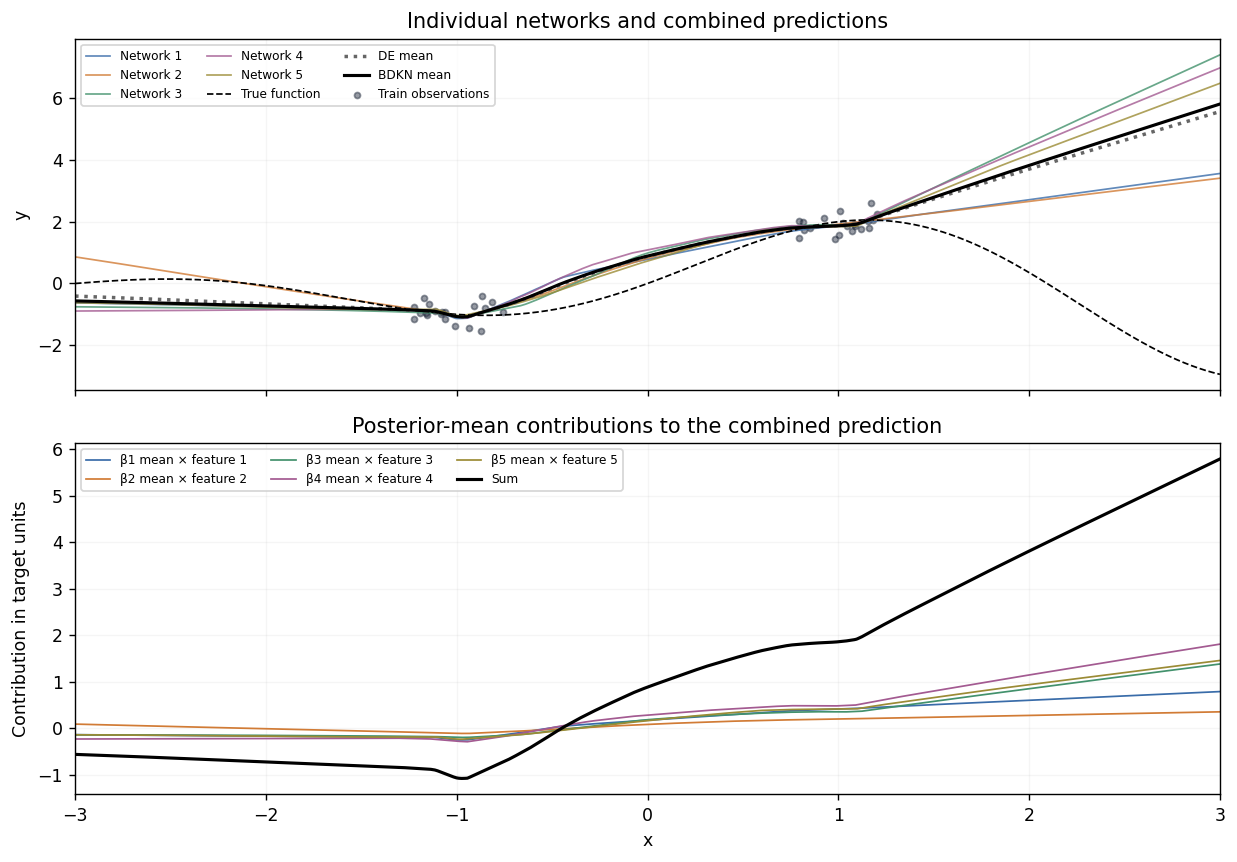 Individual networks and combined predictions
Network 1
Network 2
Network 3
Network 4
Network 5
True function
DE mean
BDKN mean
Train observations
y
6
4
2
0
−2
Posterior-mean contributions to the combined prediction
β1 mean × feature 1
β2 mean × feature 2
β3 mean × feature 3
β4 mean × feature 4
β5 mean × feature 5
Sum
Contribution in target units
6
5
4
3
2
1
0
−1
−3
−2
−1
0
1
2
3
x